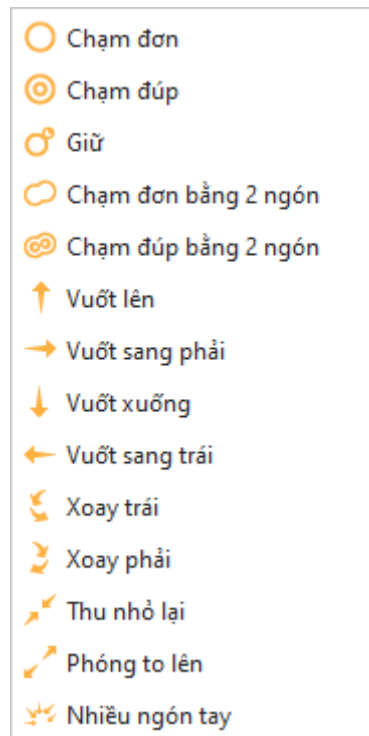 Chạm đơn
Chạm đúp
Giữ
Chạm đơn bằng 2 ngón
Chạm đúp bằng 2 ngón
Vuốt lên
Vuốt sang phải
Vuốt xuống
Vuốt sang trái
Xoay trái
Xoay phải
Thu nhỏ lại
Phóng to lên
Nhiều ngón tay